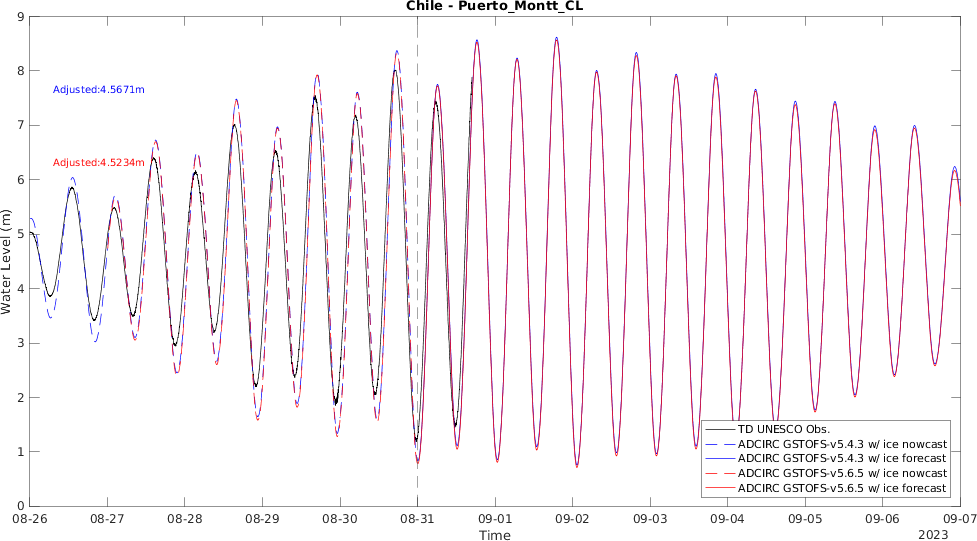 Chile - Puerto_Montt_CL
9
8
7
6
5
4
3
2
1
0
Water Level (m)
Adjusted:4.5671m
Adjusted:4.5234m
TD UNESCO Obs.
ADCIRC GSTOFS-v5.4.3 w/ ice nowcast
ADCIRC GSTOFS-v5.4.3 w/ ice forecast
ADCIRC GSTOFS-v5.6.5 w/ ice nowcast
ADCIRC GSTOFS-v5.6.5 w/ ice forecast
08-26 08-27 08-28 08-29 08-30 08-31 09-01 09-02 09-03 09-04 09-05 09-06 09-07
Time
2023